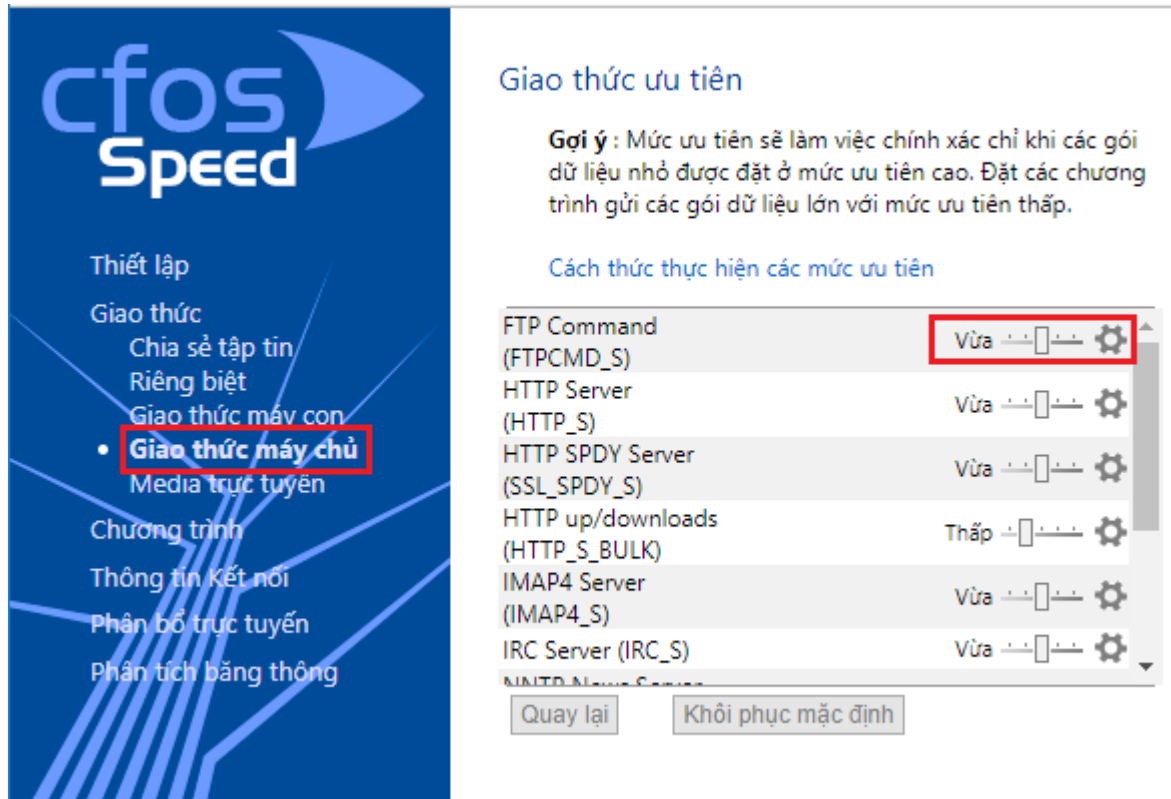 cfos
Speed
Thiết lập
Giao thức
Chia sẻ tập tin
Riêng biệt
Giao thức máy con
• Giao thức máy chủ
Media trực tuyến
Chương trình
Thông tin Kết nối
Phân bổ trực tuyến
Phân tích băng thông
Giao thức ưu tiên
Gợi ý : Mức ưu tiên sẽ làm việc chính xác chỉ khi các gói
dữ liệu nhỏ được đặt ở mức ưu tiên cao. Đặt các chương
trình gửi các gói dữ liệu lớn với mức ưu tiên thấp.
Cách thức thực hiện các mức ưu tiên
FTP Command
(FTPCMD_S)
Vừa
HTTP Server
(HTTP_S)
Vừa
HTTP SPDY Server
(SSL_SPDY_S)
Vừa
HTTP up/downloads
(HTTP_S_BULK)
Thấp
IMAP4 Server
(IMAP4_S)
Vừa
IRC Server (IRC_S)
Vừa
NNTP News Server
Quay lại
Khôi phục mặc định